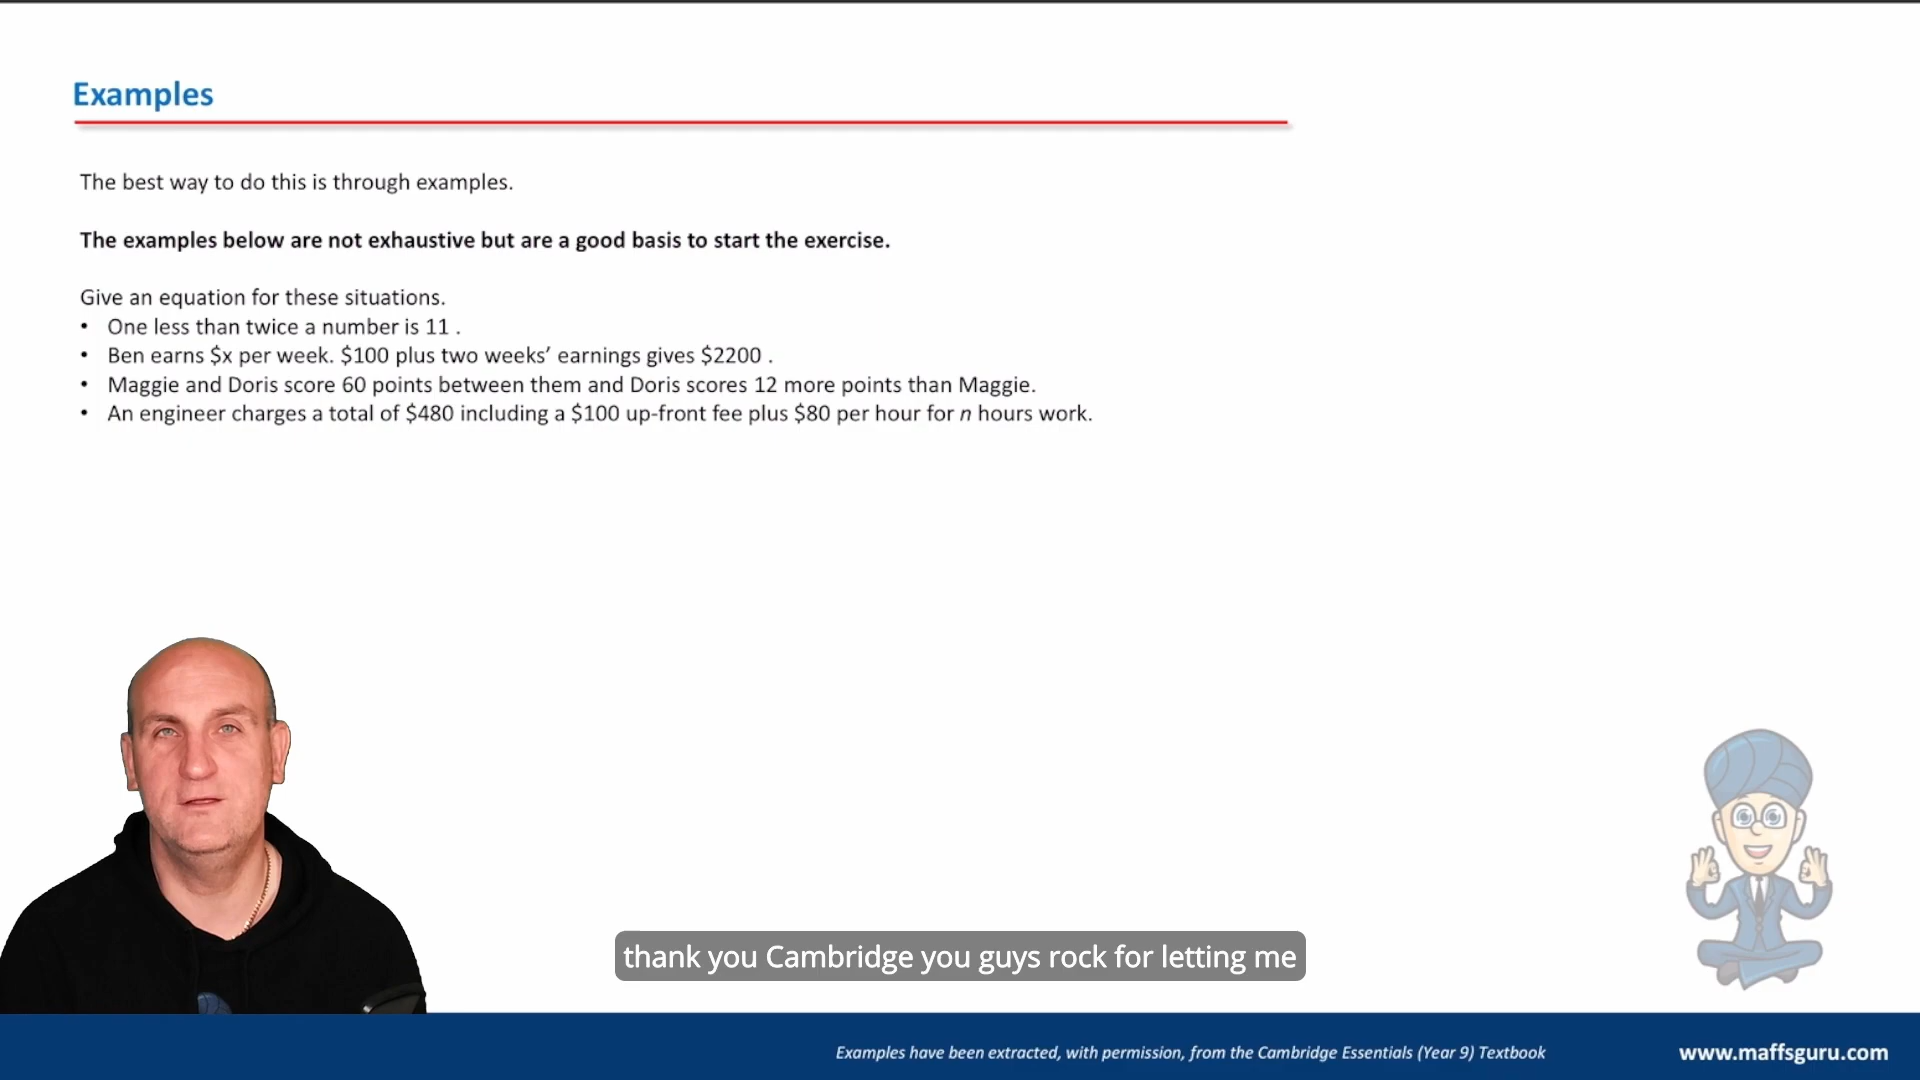 Examples
The best way to do this is through examples.
The examples below are not exhaustive but are a good basis to start the exercise.
Give an equation for these situations.
• One less than twice a number is 11 .
• Ben earns $x per week. $100 plus two weeks’ earnings gives $2200 .
• Maggie and Doris score 60 points between them and Doris scores 12 more points than Maggie.
• An engineer charges a total of $480 including a $100 up-front fee plus $80 per hour for n hours work.
thank you Cambridge you guys rock for letting me
Examples have been extracted, with permission, from the Cambridge Essentials (Year 9) Textbook
www.maffsguru.com